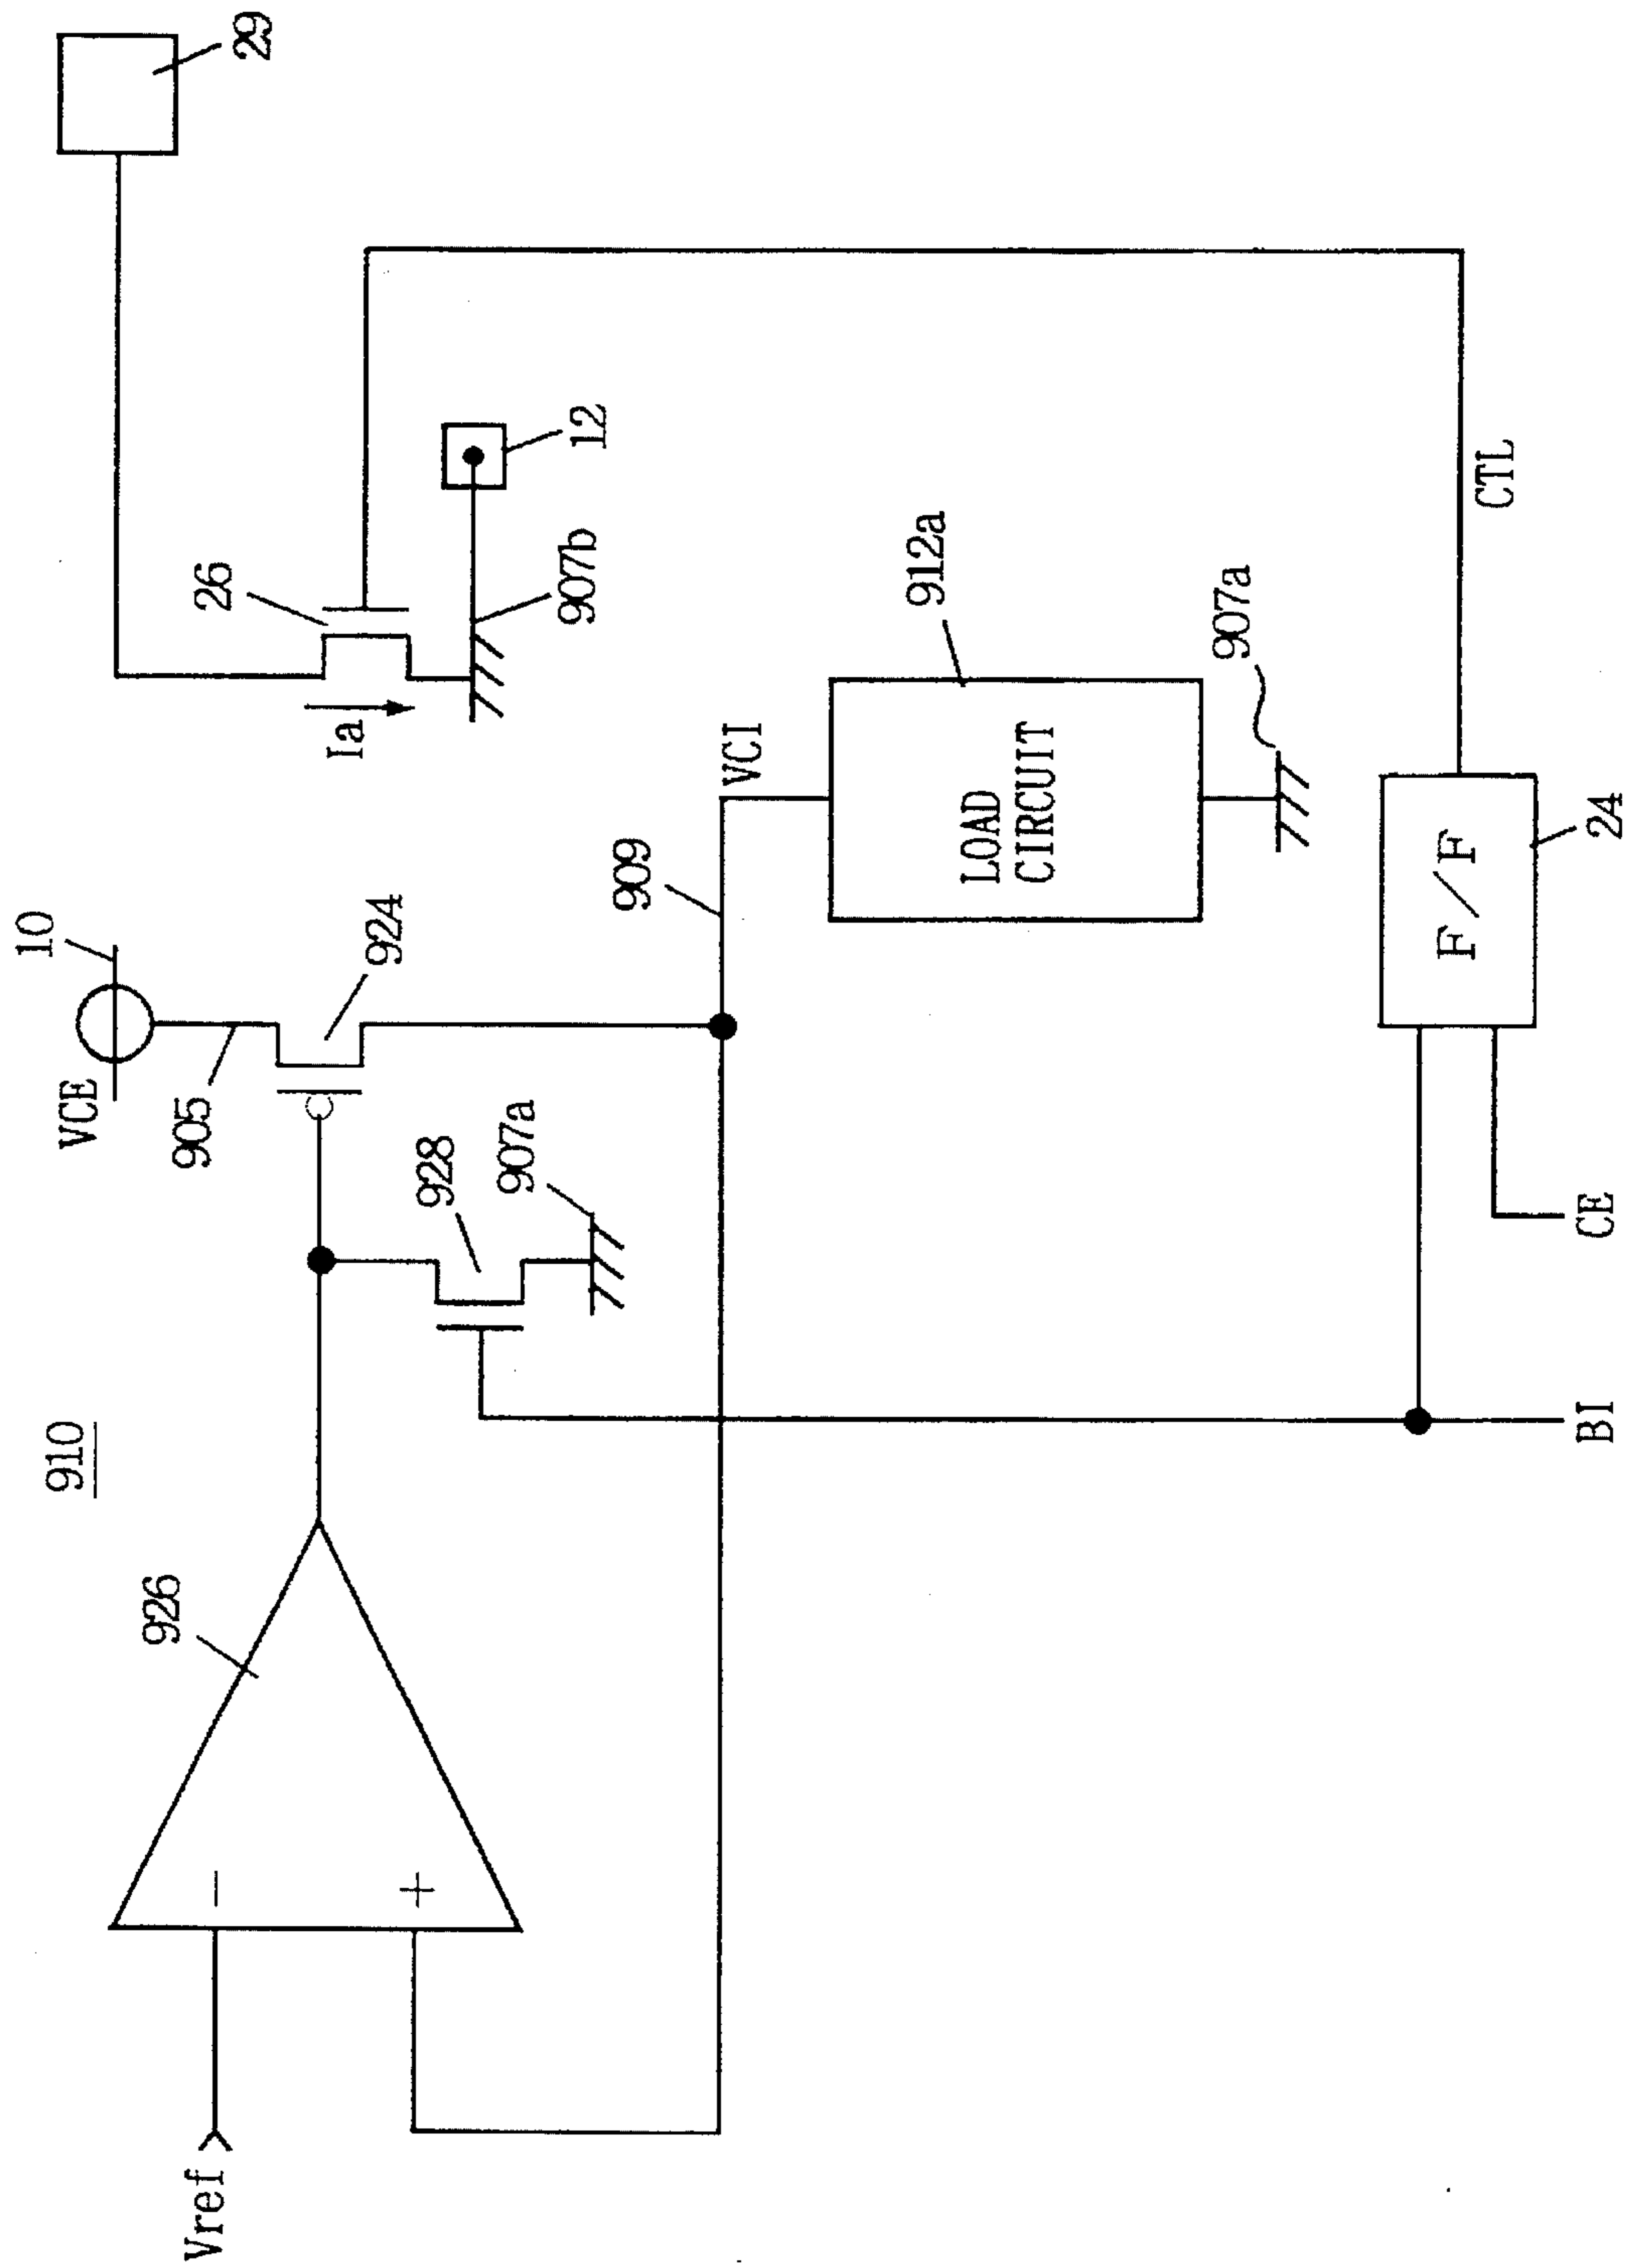 910
VCE
10
29
905
924
926
928
907a
26
Ia
907b
12
Vref
−
+
909
VCI
912a
LOAD
CIRCUIT
907a
CTL
F/F
24
BI
CE